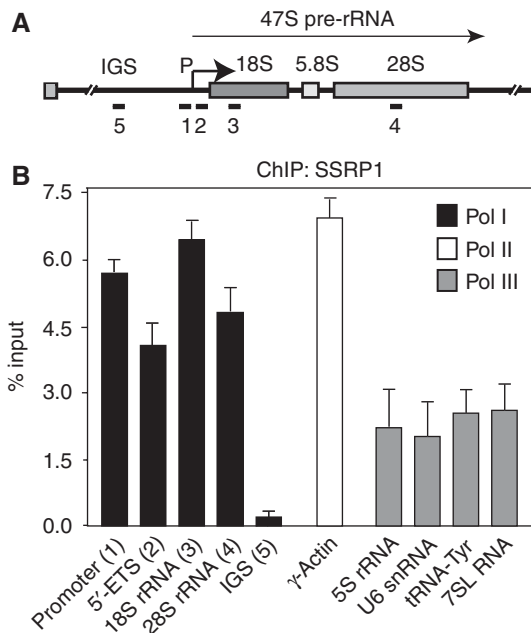 A
47S pre-rRNA
IGS P 18S 5.8S 28S
5 1 2 3 4
B
ChIP: SSRP1
% input
7.5
6.0
4.5
3.0
1.5
0.0
Pol I
Pol II
Pol III
Promoter (1)
5′-ETS (2)
18S rRNA (3)
28S rRNA (4)
IGS (5)
γ-Actin
5S rRNA
U6 snRNA
tRNA-Tyr
7SL RNA